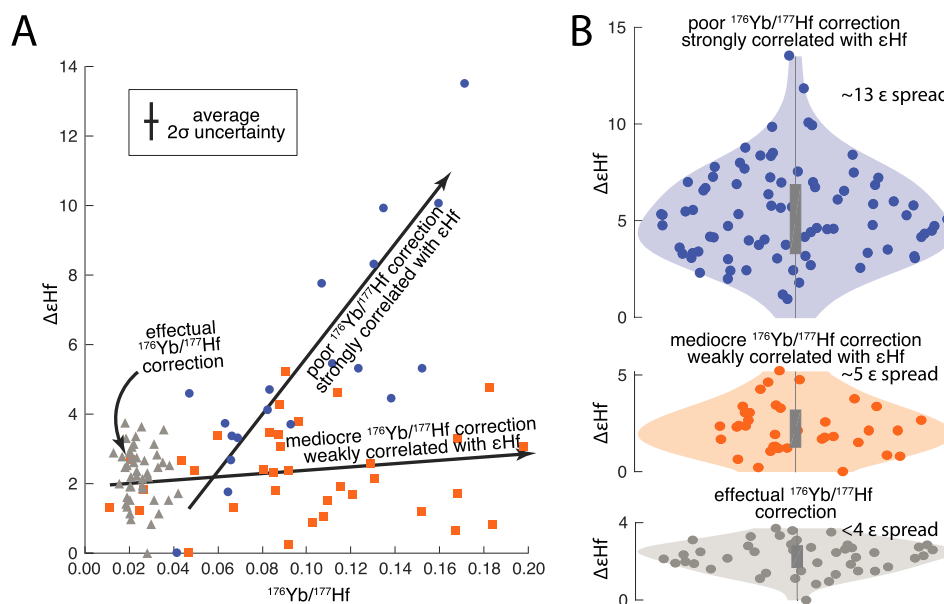 A
ΔεHf
14
12
10
8
6
4
2
0
average
2σ uncertainty
effectual
¹⁷⁶Yb/¹⁷⁷Hf
correction
poor ¹⁷⁶Yb/¹⁷⁷Hf correction
strongly correlated with εHf
mediocre ¹⁷⁶Yb/¹⁷⁷Hf correction
weakly correlated with εHf
0.00 0.02 0.04 0.06 0.08 0.10 0.12 0.14 0.16 0.18 0.20
¹⁷⁶Yb/¹⁷⁷Hf
B
poor ¹⁷⁶Yb/¹⁷⁷Hf correction
strongly correlated with εHf
~13 ε spread
ΔεHf
15
10
5
0
mediocre ¹⁷⁶Yb/¹⁷⁷Hf correction
weakly correlated with εHf
~5 ε spread
ΔεHf
5
0
effectual ¹⁷⁶Yb/¹⁷⁷Hf
correction
<4 ε spread
ΔεHf
4
0